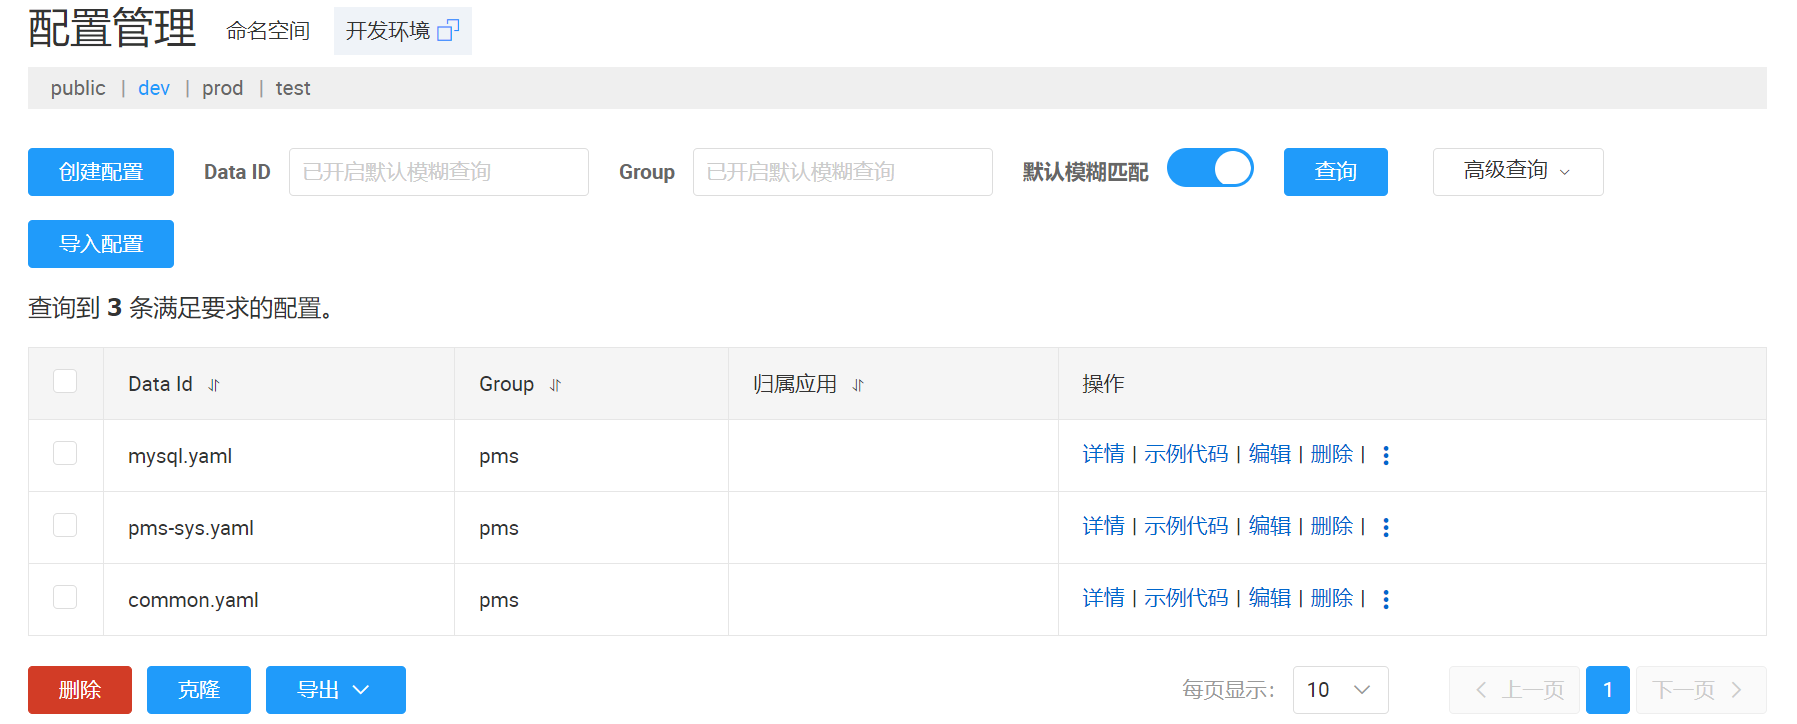 配置管理 命名空间 开发环境
public | dev | prod | test
创建配置 Data ID 已开启默认模糊查询 Group 已开启默认模糊查询 默认模糊匹配 查询 高级查询
导入配置
查询到 3 条满足要求的配置。
Data Id Group 归属应用 操作
mysql.yaml pms 详情 | 示例代码 | 编辑 | 删除 |
pms-sys.yaml pms 详情 | 示例代码 | 编辑 | 删除 |
common.yaml pms 详情 | 示例代码 | 编辑 | 删除 |
删除 克隆 导出 每页显示: 10 上一页 1 下一页